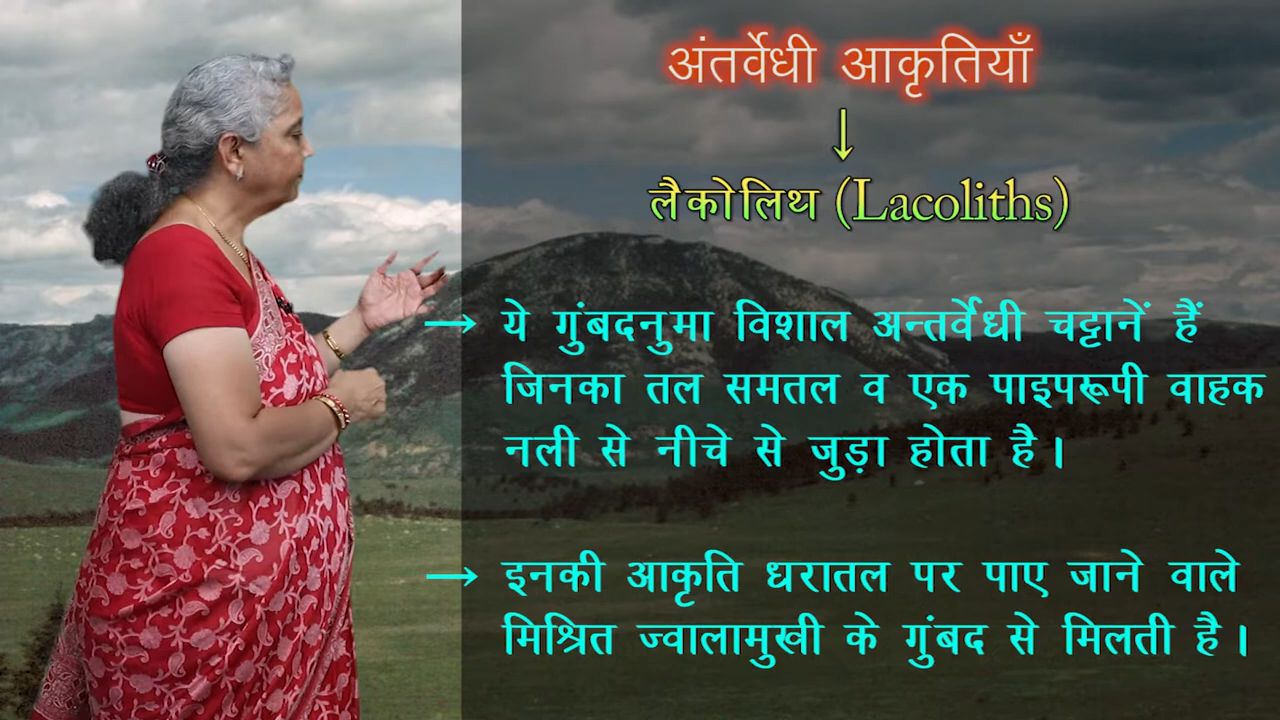 अंतर्वेधी आकृतियाँ
↓
लैकोलिथ (Lacoliths)
→ ये गुंबदनुमा विशाल अन्तर्वेधी चट्टानें हैं
जिनका तल समतल व एक पाइपरूपी वाहक
नली से नीचे से जुड़ा होता है।
→ इनकी आकृति धरातल पर पाए जाने वाले
मिश्रित ज्वालामुखी के गुंबद से मिलती है।